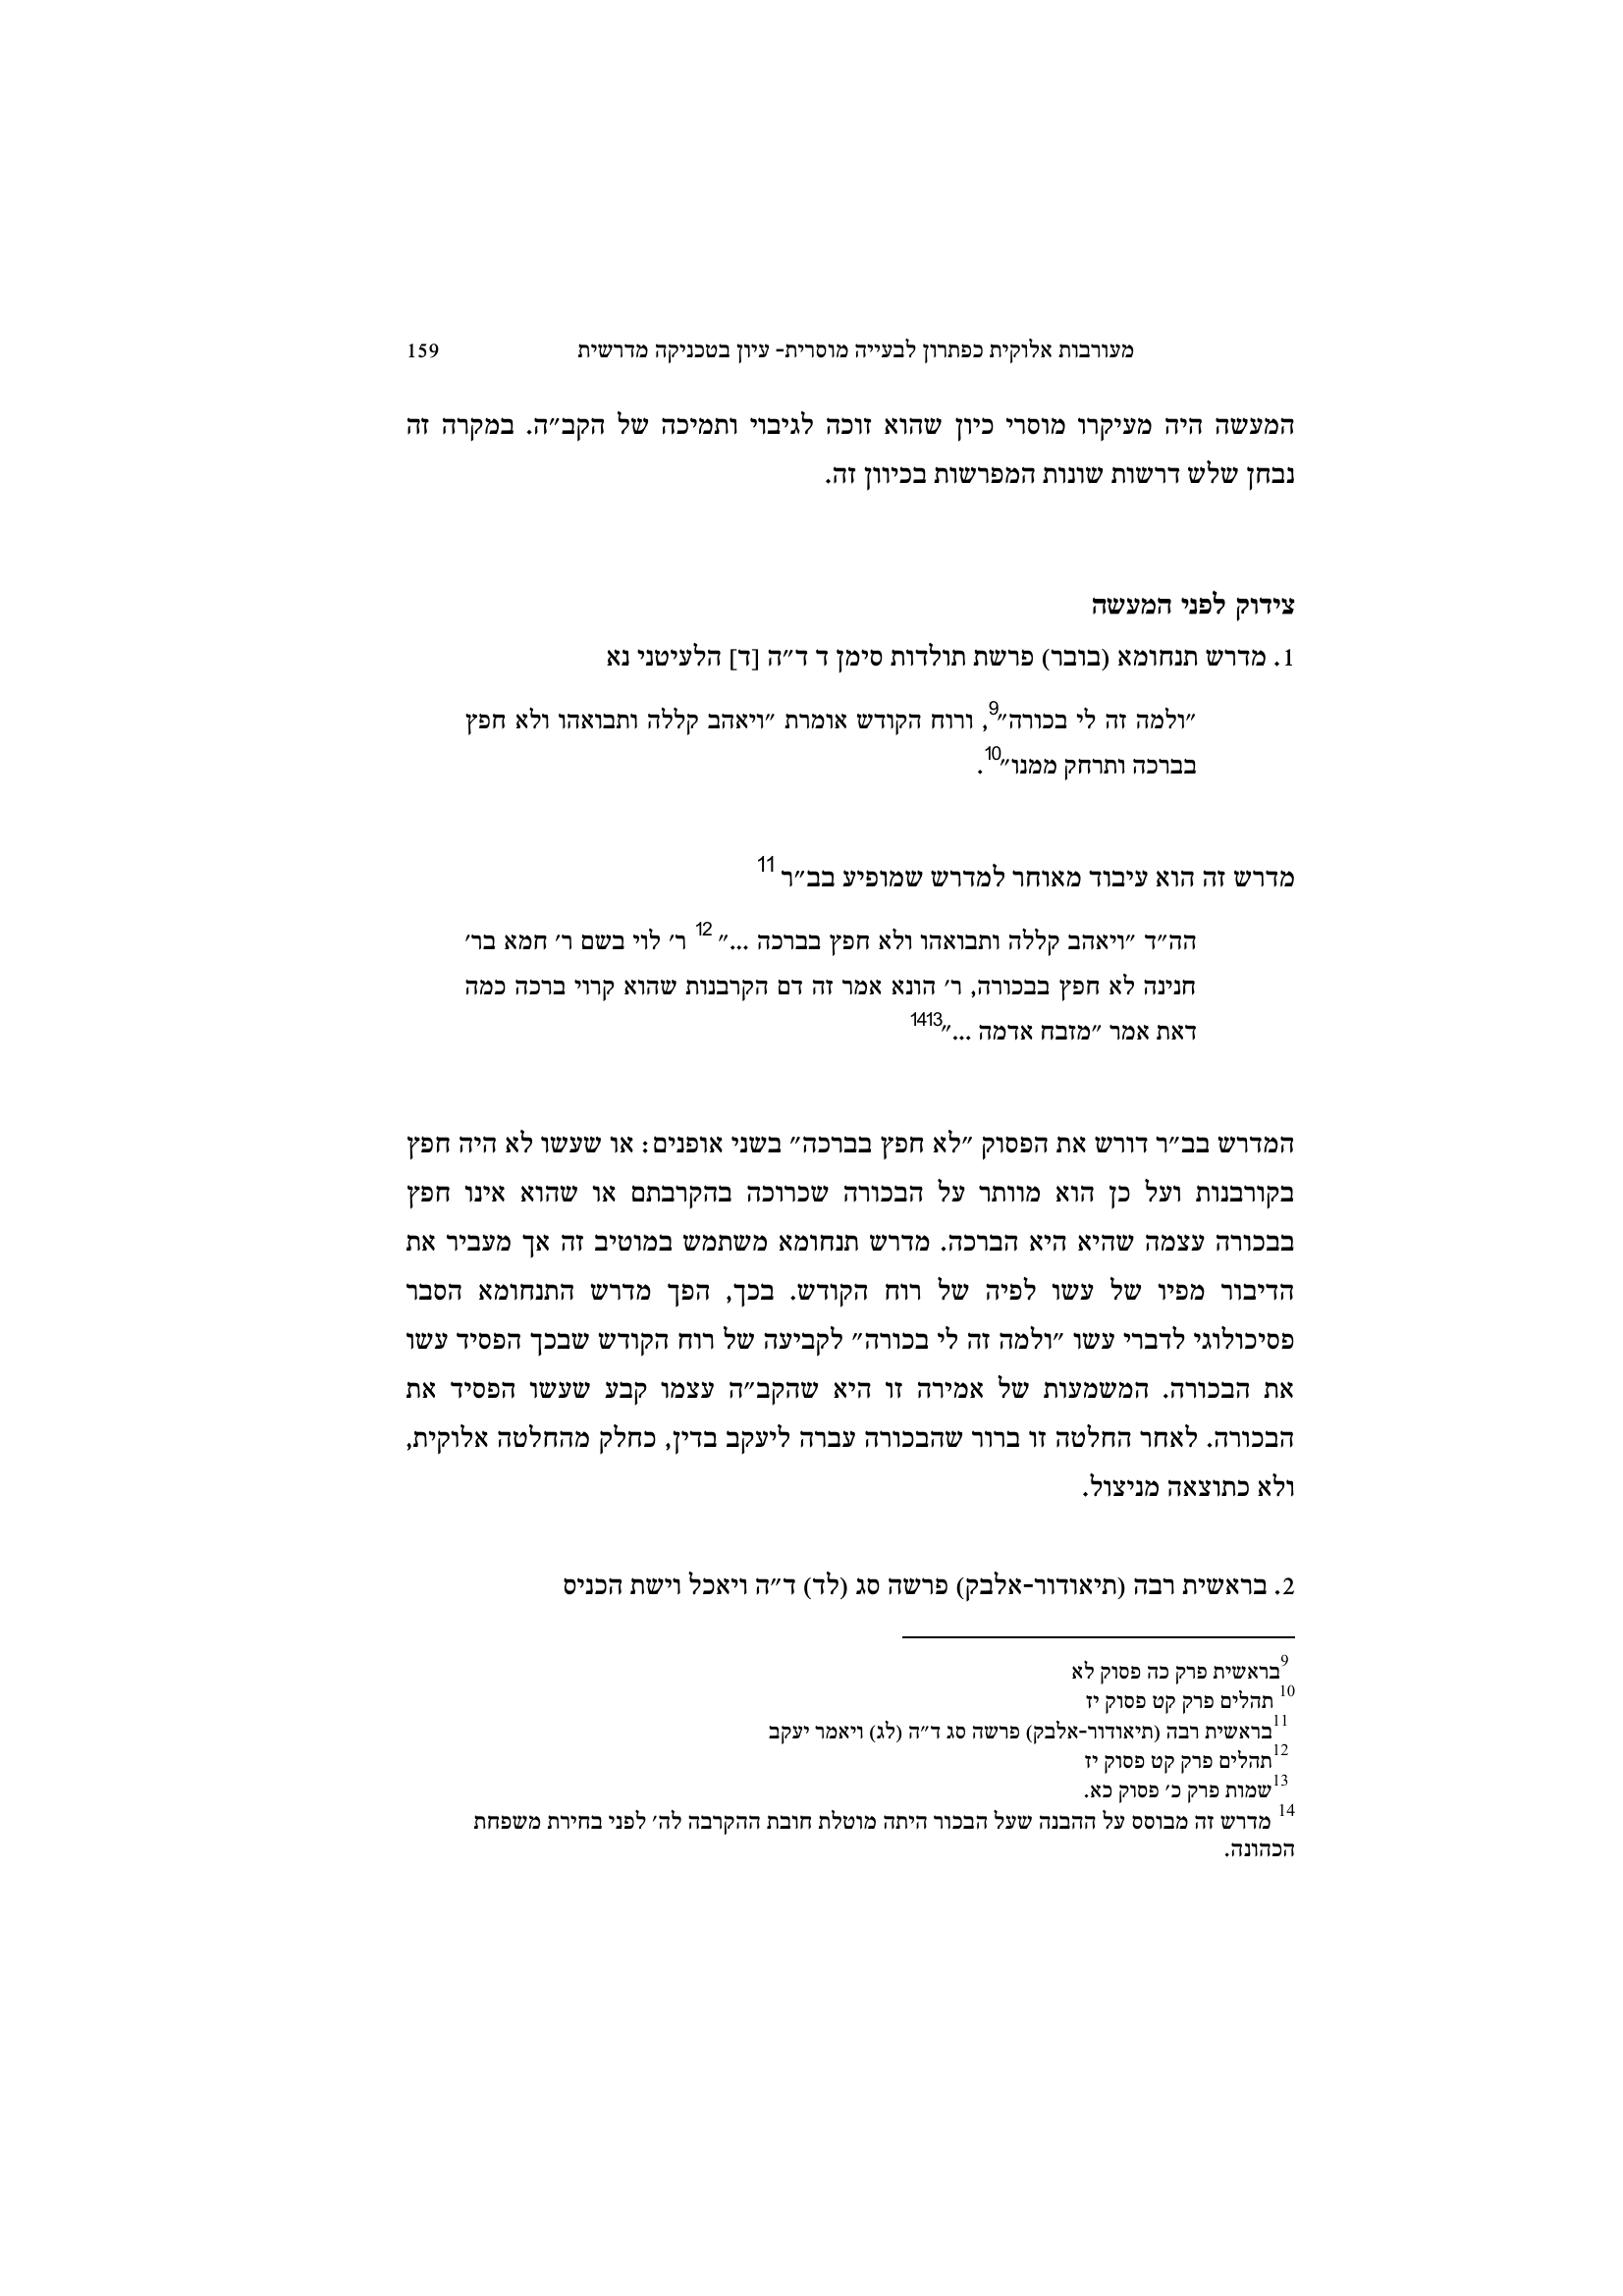 מעורבות אלוקית כפתרון לבעייה מוסרית- עיון בטכניקה מדרשית 159
המעשה היה מעיקרו מוסרי כיון שהוא זוכה לגיבוי ותמיכה של הקב״ה. במקרה זה
נבחן שלש דרשות שונות המפרשות בכיוון זה.
צידוק לפני המעשה
1. מדרש תנחומא (בובר) פרשת תולדות סימן ד ד״ה [ד] הלעיטני נא
״ולמה זה לי בכורה״9, ורוח הקודש אומרת ״ויאהב קללה ותבואהו ולא חפץ
בברכה ותרחק ממנו״10.
מדרש זה הוא עיבוד מאוחר למדרש שמופיע בב״ר 11
הה״ד ״ויאהב קללה ותבואהו ולא חפץ בברכה ...״ 12 ר׳ לוי בשם ר׳ חמא בר׳
חנינה לא חפץ בבכורה, ר׳ הונא אמר זה דם הקרבנות שהוא קרוי ברכה כמה
דאת אמר ״מזבח אדמה ...״1413
המדרש בב״ר דורש את הפסוק ״לא חפץ בברכה״ בשני אופנים: או שעשו לא היה חפץ
בקורבנות ועל כן הוא מוותר על הבכורה שכרוכה בהקרבתם או שהוא אינו חפץ
בבכורה עצמה שהיא היא הברכה. מדרש תנחומא משתמש במוטיב זה אך מעביר את
הדיבור מפיו של עשו לפיה של רוח הקודש. בכך, הפך מדרש התנחומא הסבר
פסיכולוגי לדברי עשו ״ולמה זה לי בכורה״ לקביעה של רוח הקודש שבכך הפסיד עשו
את הבכורה. המשמעות של אמירה זו היא שהקב״ה עצמו קבע שעשו הפסיד את
הבכורה. לאחר החלטה זו ברור שהבכורה עברה ליעקב בדין, כחלק מהחלטה אלוקית,
ולא כתוצאה מניצול.
2. בראשית רבה (תיאודור-אלבק) פרשה סג (לד) ד״ה ויאכל וישת הכניס
9בראשית פרק כה פסוק לא
10 תהלים פרק קט פסוק יז
11בראשית רבה (תיאודור-אלבק) פרשה סג ד״ה (לג) ויאמר יעקב
12תהלים פרק קט פסוק יז
13שמות פרק כ׳ פסוק כא.
14 מדרש זה מבוסס על ההבנה שעל הבכור היתה מוטלת חובת ההקרבה לה׳ לפני בחירת משפחת
הכהונה.